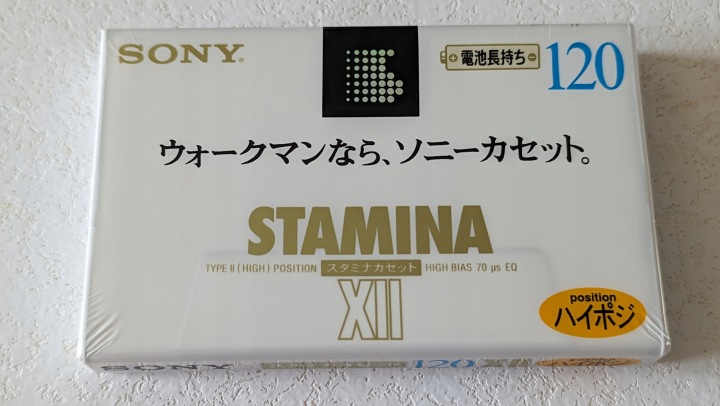 SONY
+ 電池長持ち - 120
ウォークマンなら、ソニーカセット。
STAMINA
TYPE II (HIGH) POSITION スタミナカセット HIGH BIAS 70 μs EQ
XII
position
ハイポジ
SONY 120 XII